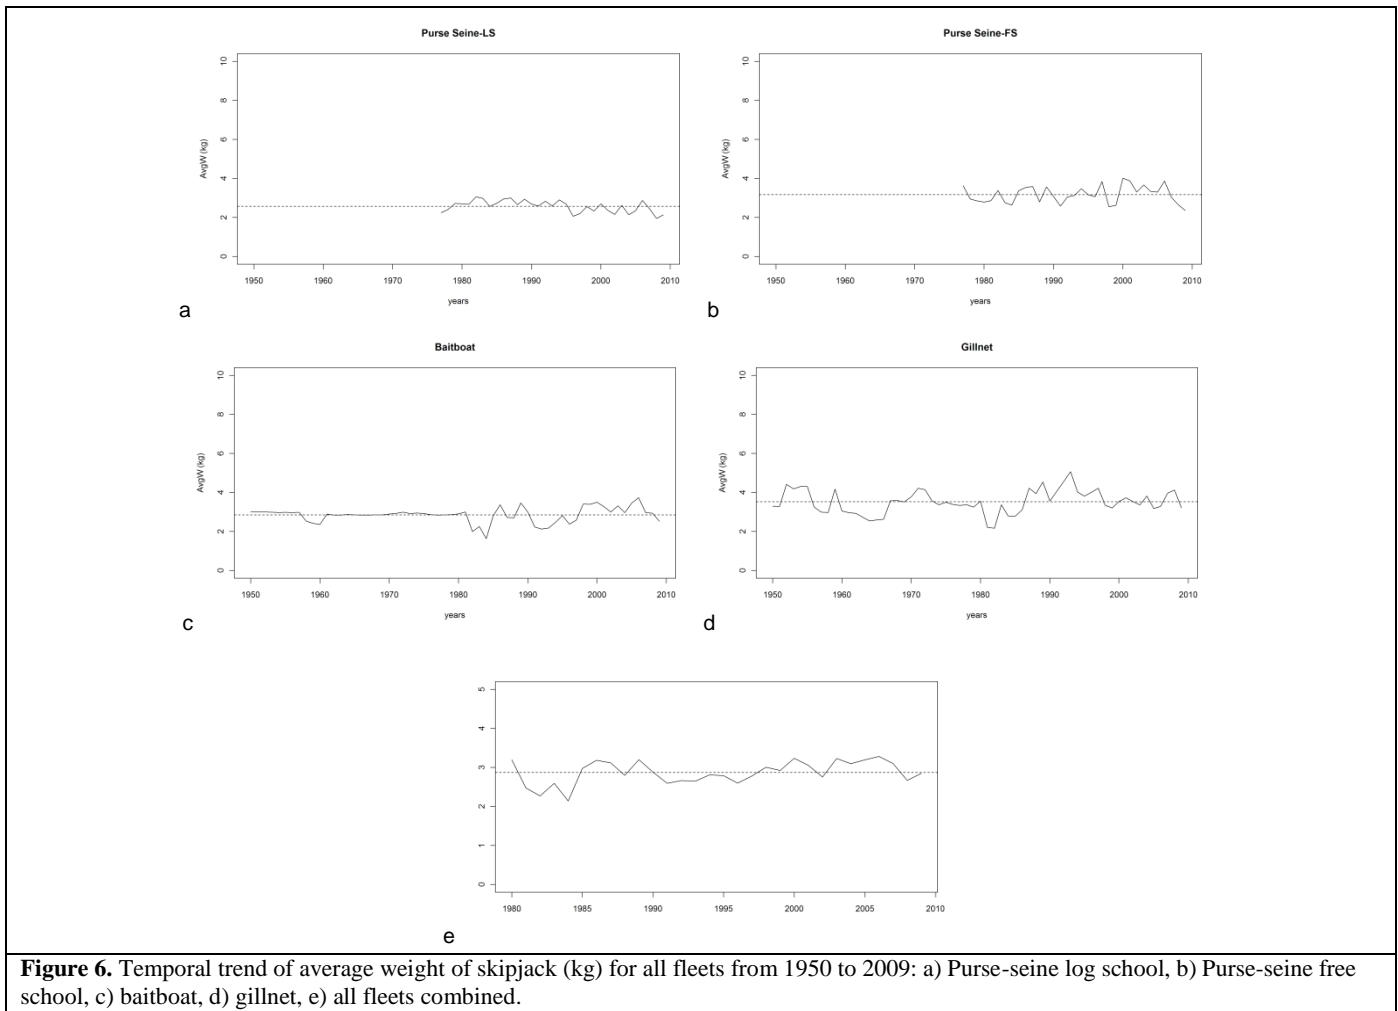 Purse Seine-LS
10
8
6
4
2
0
AvgW (kg)
1950 1960 1970 1980 1990 2000 2010
years
a
Purse Seine-FS
10
8
6
4
2
0
AvgW (kg)
1950 1960 1970 1980 1990 2000 2010
years
b
Baitboat
10
8
6
4
2
0
AvgW (kg)
1950 1960 1970 1980 1990 2000 2010
years
c
Gillnet
10
8
6
4
2
0
AvgW (kg)
1950 1960 1970 1980 1990 2000 2010
years
d
5
4
3
2
1
0
1980 1985 1990 1995 2000 2005 2010
e
Figure 6. Temporal trend of average weight of skipjack (kg) for all fleets from 1950 to 2009: a) Purse-seine log school, b) Purse-seine free
school, c) baitboat, d) gillnet, e) all fleets combined.